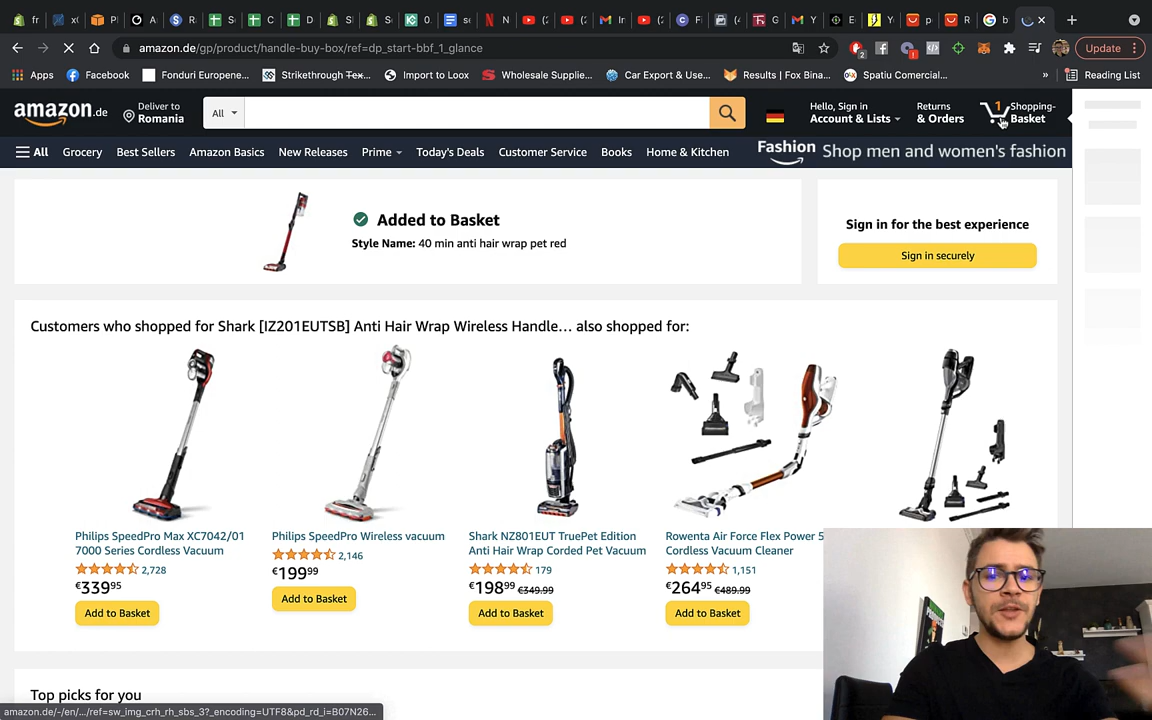 fr
G b
amazon.de/gp/product/handle-buy-box/ref=dp_start-bbf_1_glance
Update
Apps
Facebook
Fonduri Europene...
Strikethrough Tex...
Import to Loox
Wholesale Supplie...
Car Export & Use...
Results | Fox Bina...
Spatiu Comercial...
»
Reading List
amazon.de
Deliver to
Romania
All
Hello, Sign in
Account & Lists
Returns
& Orders
1
Shopping-
Basket
All
Grocery
Best Sellers
Amazon Basics
New Releases
Prime
Today's Deals
Customer Service
Books
Home & Kitchen
Fashion Shop men and women's fashion
Added to Basket
Style Name: 40 min anti hair wrap pet red
Sign in for the best experience
Sign in securely
Customers who shopped for Shark [IZ201EUTSB] Anti Hair Wrap Wireless Handle… also shopped for:
Philips SpeedPro Max XC7042/01
7000 Series Cordless Vacuum
2,728
€339⁹⁵
Add to Basket
Philips SpeedPro Wireless vacuum
2,146
€199⁹⁹
Add to Basket
Shark NZ801EUT TruePet Edition
Anti Hair Wrap Corded Pet Vacuum
179
€198⁹⁹ €349.99
Add to Basket
Rowenta Air Force Flex Power 5
Cordless Vacuum Cleaner
1,151
€264⁹⁵ €489.99
Add to Basket
Top picks for you
amazon.de/-/en/.../ref=sw_img_crh_rh_sbs_3?_encoding=UTF8&pd_rd_i=B07N26...